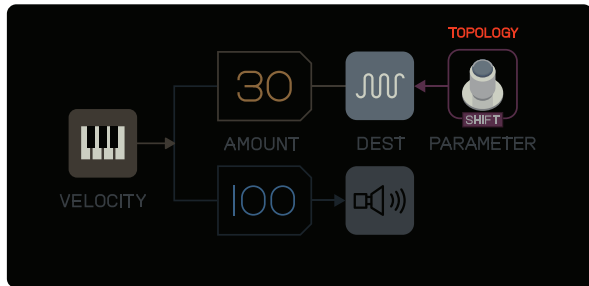 TOPOLOGY
30
SHIFT
AMOUNT DEST PARAMETER
VELOCITY
100